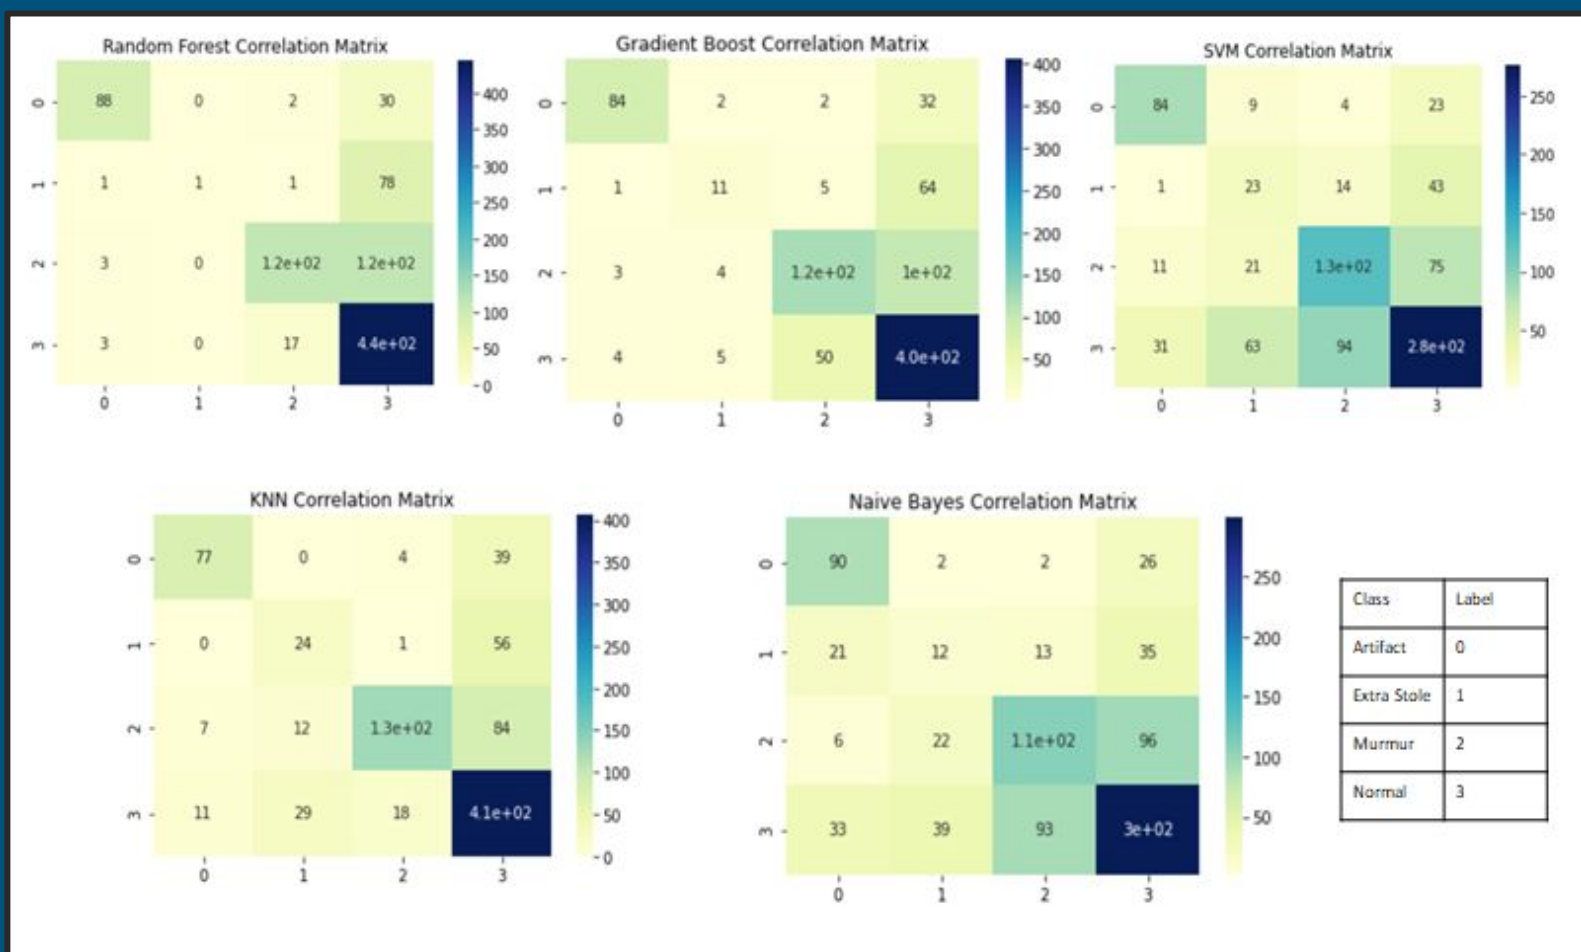 Random Forest Correlation Matrix
0 88 0 2 30
1 1 1 1 78
2 3 0 1.2e+02 1.2e+02
3 3 0 17 4.4e+02
0 1 2 3
400
350
300
250
200
150
100
50
0
Gradient Boost Correlation Matrix
0 84 2 2 32
1 1 11 5 64
2 3 4 1.2e+02 1e+02
3 4 5 50 4.0e+02
0 1 2 3
400
350
300
250
200
150
100
50
SVM Correlation Matrix
0 84 9 4 23
1 1 23 14 43
2 11 21 1.3e+02 75
3 31 63 94 2.8e+02
0 1 2 3
250
200
150
100
50
KNN Correlation Matrix
0 77 0 4 39
1 0 24 1 56
2 7 12 1.3e+02 84
3 11 29 18 4.1e+02
0 1 2 3
400
350
300
250
200
150
100
50
0
Naive Bayes Correlation Matrix
0 90 2 2 26
1 21 12 13 35
2 6 22 1.1e+02 96
3 33 39 93 3e+02
0 1 2 3
250
200
150
100
50
Class Label
Artifact 0
Extra Stole 1
Murmur 2
Normal 3